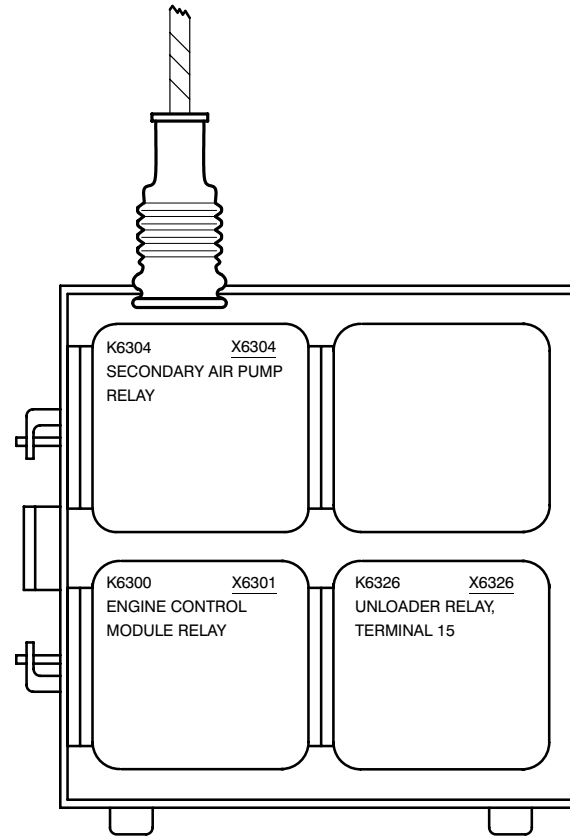 K6304 X6304
SECONDARY AIR PUMP
RELAY
K6300 X6301
ENGINE CONTROL
MODULE RELAY
K6326 X6326
UNLOADER RELAY,
TERMINAL 15